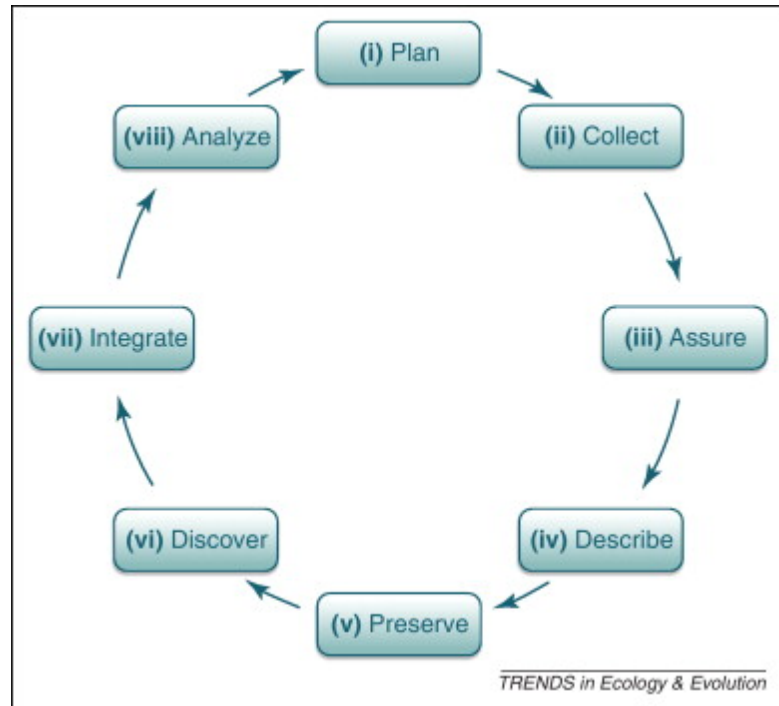 (i) Plan
(ii) Collect
(iii) Assure
(iv) Describe
(v) Preserve
(vi) Discover
(vii) Integrate
(viii) Analyze
TRENDS in Ecology & Evolution